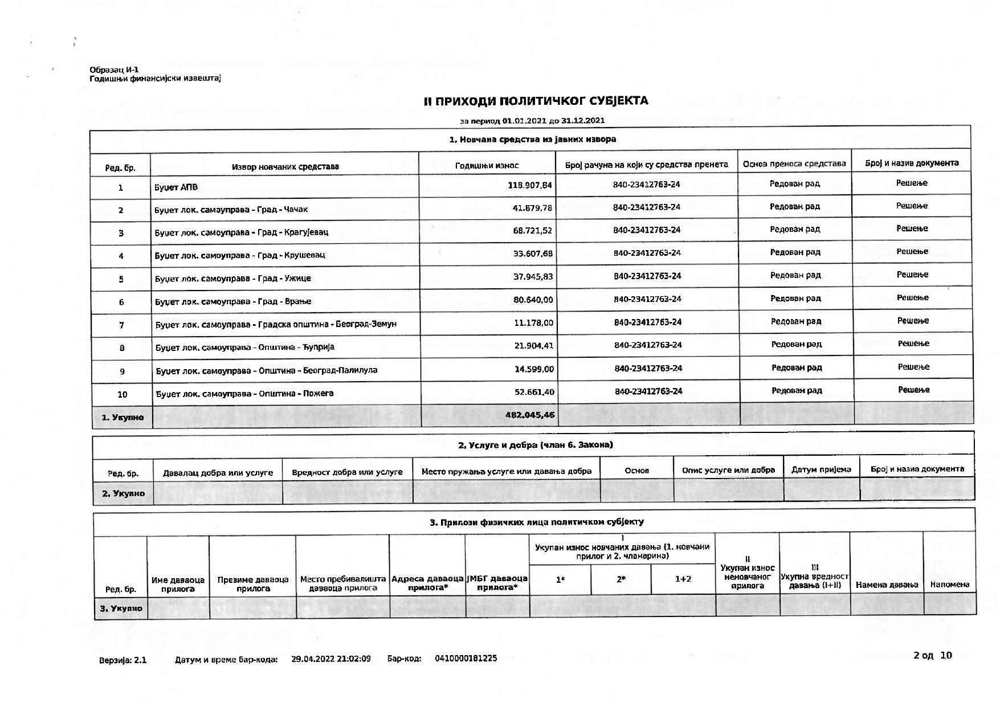 Образац И-1
Годишњи финансијски извештај
II ПРИХОДИ ПОЛИТИЧКОГ СУБЈЕКТА
за период 01.01.2021 до 31.12.2021
1. Новчана средства из јавних извора
Ред. бр. Извор новчаних средстава Годишњи износ Број рачуна на који су средства пренета Основ преноса средстава Број и назив документа
1 Буџет АПВ 118.907,84 840-23412763-24 Редован рад Решење
2 Буџет лок. самоуправа - Град - Чачак 41.879,78 840-23412763-24 Редован рад Решење
3 Буџет лок. самоуправа - Град - Крагујевац 68.721,52 840-23412763-24 Редован рад Решење
4 Буџет лок. самоуправа - Град - Крушевац 33.607,68 840-23412763-24 Редован рад Решење
5 Буџет лок. самоуправа - Град - Ужице 37.945,83 840-23412763-24 Редован рад Решење
6 Буџет лок. самоуправа - Град - Врање 80.640,00 840-23412763-24 Редован рад Решење
7 Буџет лок. самоуправа - Градска општина - Београд-Земун 11.178,00 840-23412763-24 Редован рад Решење
8 Буџет лок. самоуправа - Општина - Ћуприја 21.904,41 840-23412763-24 Редован рад Решење
9 Буџет лок. самоуправа - Општина - Београд-Палилула 14.599,00 840-23412763-24 Редован рад Решење
10 Буџет лок. самоуправа - Општина - Пожега 52.661,40 840-23412763-24 Редован рад Решење
1. Укупно 482.045,46
2. Услуге и добра (члан 6. Закона)
Ред. бр. Давалац добра или услуге Вредност добра или услуге Место пружања услуге или давања добра Основ Опис услуге или добра Датум пријема Број и назив документа
2. Укупно
3. Прилози физичких лица политичком субјекту
Ред. бр. Име даваоца прилога Презиме даваоца прилога Место пребивалишта даваоца прилога Адреса даваоца прилога* ЈМБГ даваоца прилога*
I
Укупан износ новчаних давања (1. новчани
прилог и 2. чланарина)
1* 2* 1+2
II
Укупан износ
неновчаног
прилога
III
Укупна вредност
давања (I+II)
Намена давања Напомена
3. Укупно
Верзија: 2.1 Датум и време бар-кода: 29.04.2022 21:02:09 Бар-код: 0410000181225 2 од 10